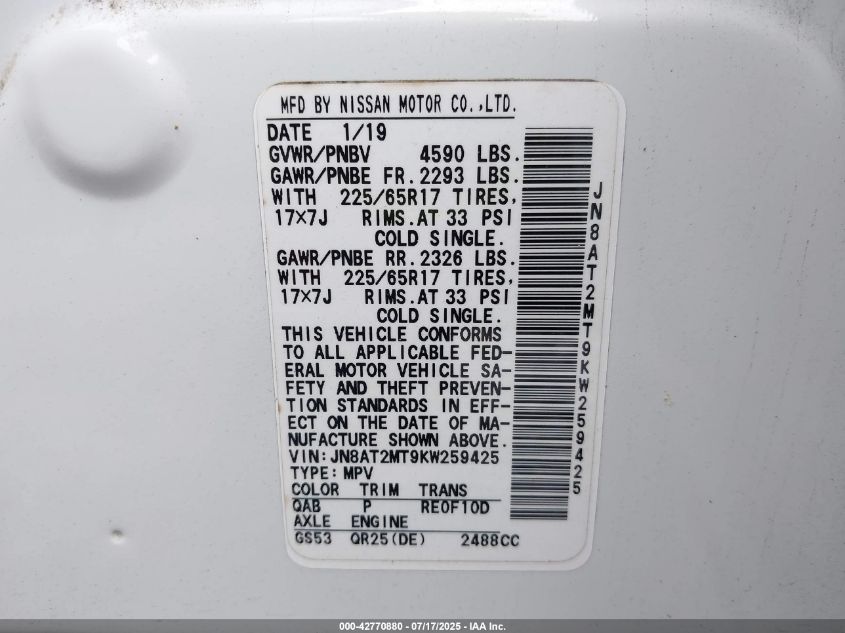 MFD BY NISSAN MOTOR CO.,LTD.
DATE 1/19
GVWR/PNBV 4590 LBS.
GAWR/PNBE FR.2293 LBS.
WITH 225/65R17 TIRES,
17×7J RIMS.AT 33 PSI
COLD SINGLE.
GAWR/PNBE RR.2326 LBS.
WITH 225/65R17 TIRES,
17×7J RIMS.AT 33 PSI
COLD SINGLE.
THIS VEHICLE CONFORMS
TO ALL APPLICABLE FED-
ERAL MOTOR VEHICLE SA-
FETY AND THEFT PREVEN-
TION STANDARDS IN EFF-
ECT ON THE DATE OF MA-
NUFACTURE SHOWN ABOVE.
VIN:JN8AT2MT9KW259425
TYPE:MPV
COLOR TRIM TRANS
QAB P RE0F10D
AXLE ENGINE
GS53 QR25(DE) 2488CC
JN8AT2MT9KW259425
000-42770880 - 07/17/2025 - IAA Inc.